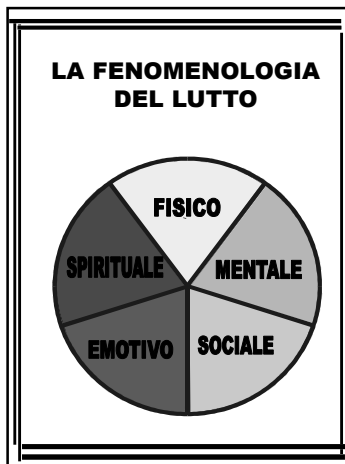 LA FENOMENOLOGIA
DEL LUTTO
FISICO
SPIRITUALE
MENTALE
EMOTIVO
SOCIALE